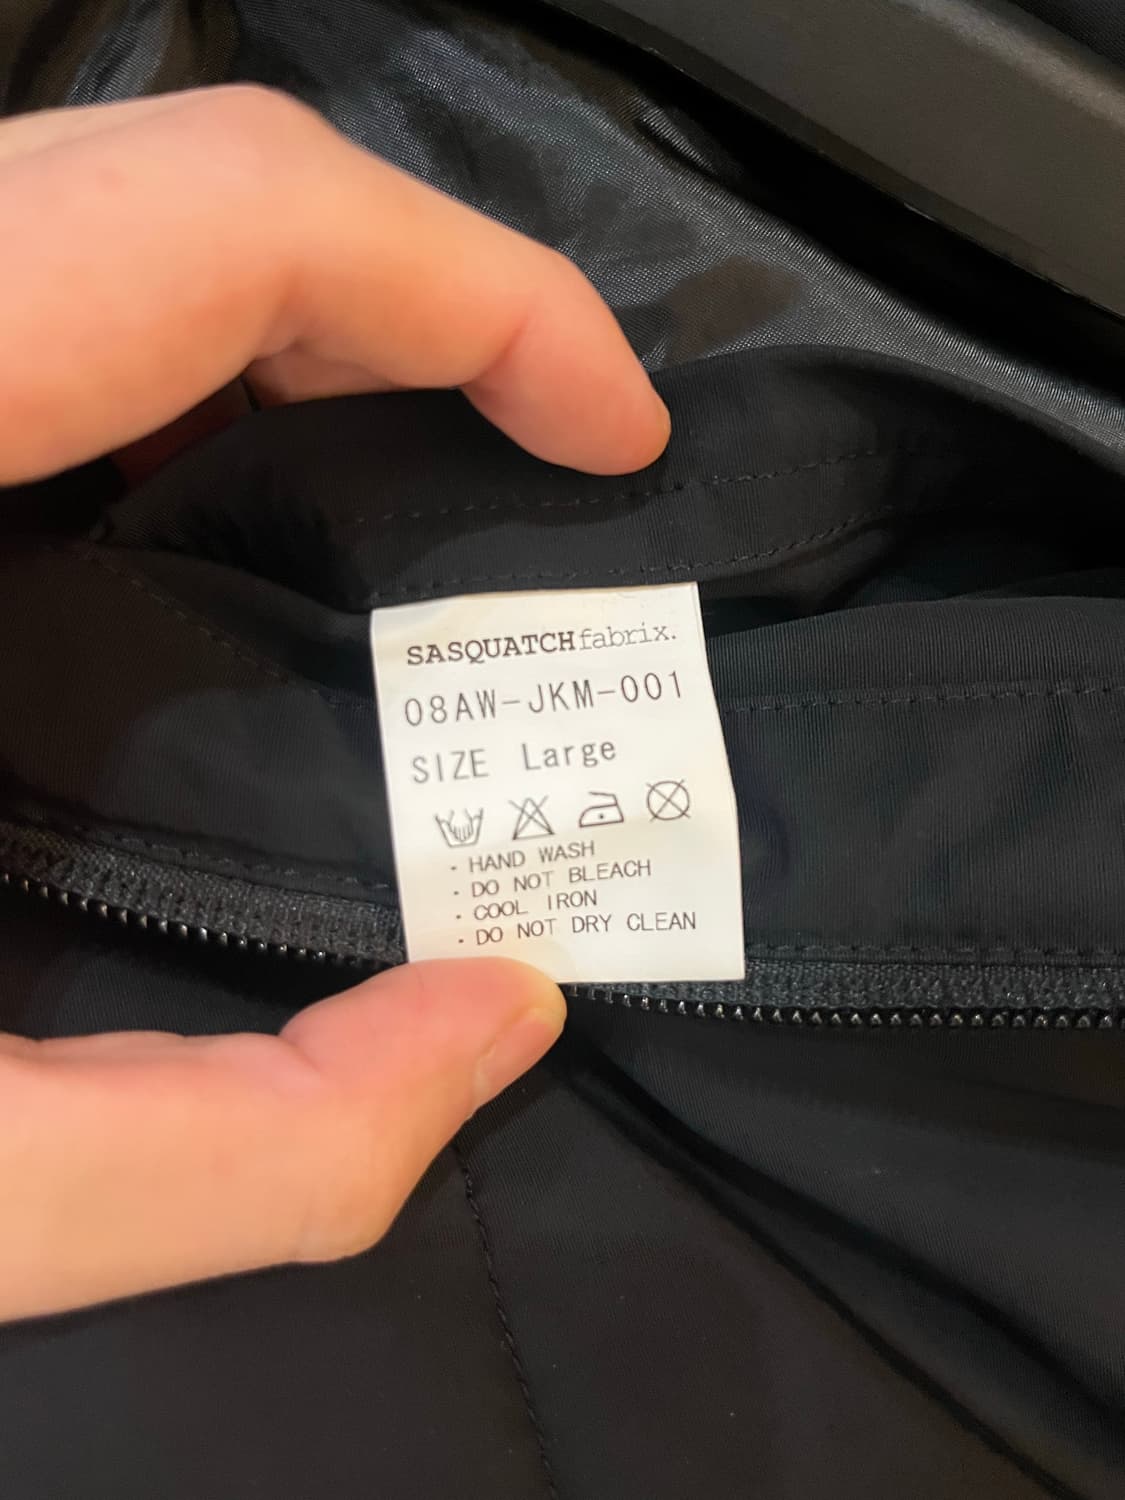 SASQUATCHfabrix.
08AW-JKM-001
SIZE Large
・HAND WASH
・DO NOT BLEACH
・COOL IRON
・DO NOT DRY CLEAN